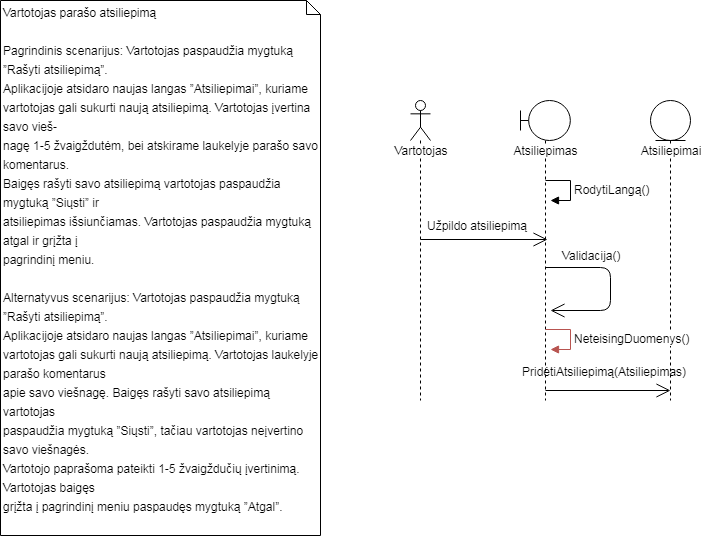 Vartotojas parašo atsiliepimą
Pagrindinis scenarijus: Vartotojas paspaudžia mygtuką
”Rašyti atsiliepimą”.
Aplikacijoje atsidaro naujas langas ”Atsiliepimai”, kuriame
vartotojas gali sukurti naują atsiliepimą. Vartotojas įvertina
savo vieš-
nagę 1-5 žvaigždutėm, bei atskirame laukelyje parašo savo
komentarus.
Baigęs rašyti savo atsiliepimą vartotojas paspaudžia
mygtuką ”Siųsti” ir
atsiliepimas išsiunčiamas. Vartotojas paspaudžia mygtuką
atgal ir grįžta į
pagrindinį meniu.
Alternatyvus scenarijus: Vartotojas paspaudžia mygtuką
”Rašyti atsiliepimą”.
Aplikacijoje atsidaro naujas langas ”Atsiliepimai”, kuriame
vartotojas gali sukurti naują atsiliepimą. Vartotojas laukelyje
parašo komentarus
apie savo viešnagę. Baigęs rašyti savo atsiliepimą
vartotojas
paspaudžia mygtuką ”Siųsti”, tačiau vartotojas neįvertino
savo viešnagės.
Vartotojo paprašoma pateikti 1-5 žvaigždučių įvertinimą.
Vartotojas baigęs
grįžta į pagrindinį meniu paspaudęs mygtuką ”Atgal”.
Vartotojas
Atsiliepimas
Atsiliepimai
RodytiLangą()
Užpildo atsiliepimą
Validacija()
NeteisingDuomenys()
PridėtiAtsiliepimą(Atsiliepimas)